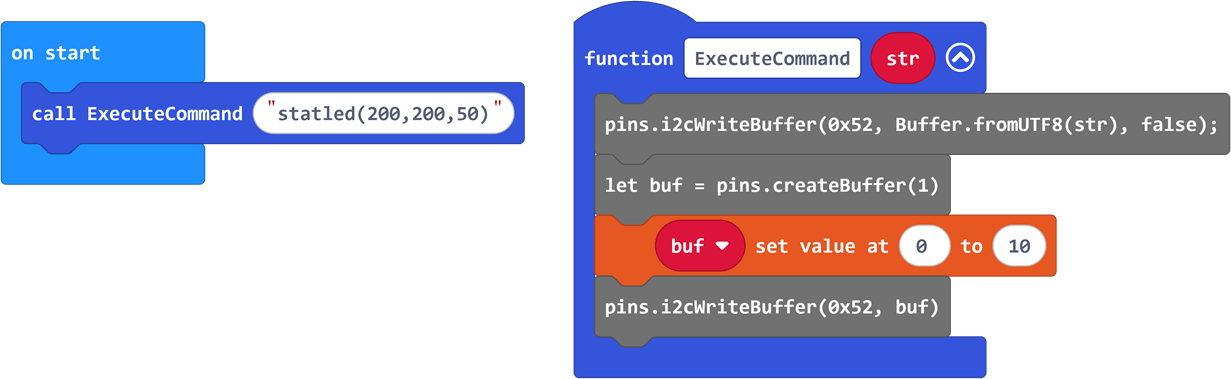 on start
call ExecuteCommand "statled(200,200,50)"
function ExecuteCommand str
pins.i2cWriteBuffer(0x52, Buffer.fromUTF8(str), false);
let buf = pins.createBuffer(1)
buf set value at 0 to 10
pins.i2cWriteBuffer(0x52, buf)